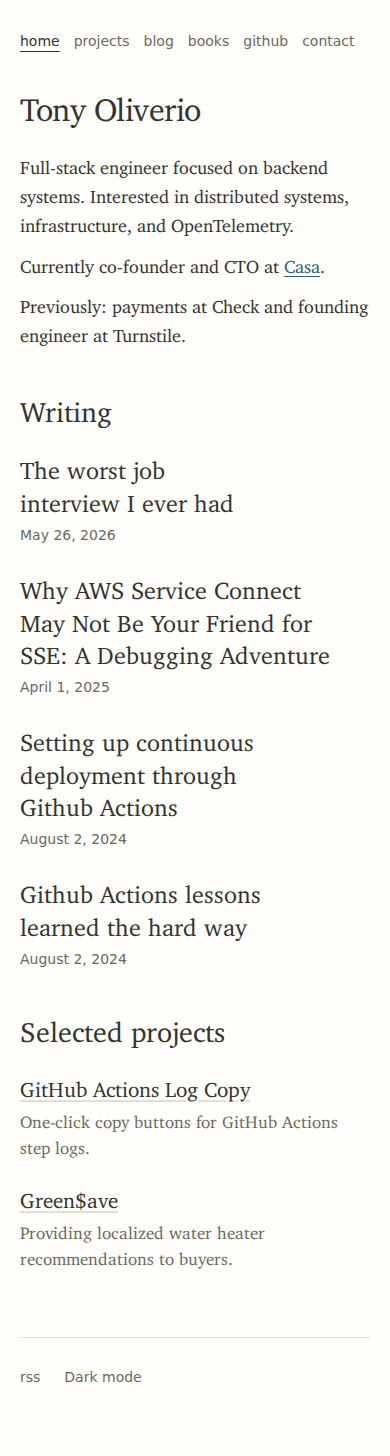 home projects blog books github contact
Tony Oliverio
Full-stack engineer focused on backend
systems. Interested in distributed systems,
infrastructure, and OpenTelemetry.
Currently co-founder and CTO at Casa.
Previously: payments at Check and founding
engineer at Turnstile.
Writing
The worst job
interview I ever had
May 26, 2026
Why AWS Service Connect
May Not Be Your Friend for
SSE: A Debugging Adventure
April 1, 2025
Setting up continuous
deployment through
Github Actions
August 2, 2024
Github Actions lessons
learned the hard way
August 2, 2024
Selected projects
GitHub Actions Log Copy
One-click copy buttons for GitHub Actions
step logs.
Green$ave
Providing localized water heater
recommendations to buyers.
rss Dark mode